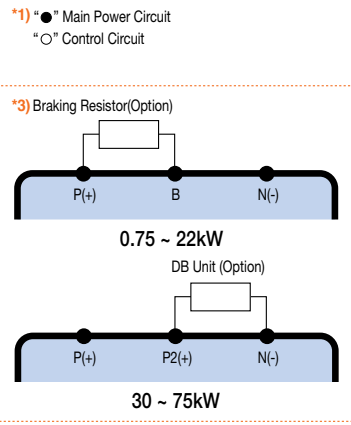 *1) "●" Main Power Circuit
"○" Control Circuit
*3) Braking Resistor(Option)
P(+) B N(-)
0.75 ~ 22kW
DB Unit (Option)
P(+) P2(+) N(-)
30 ~ 75kW